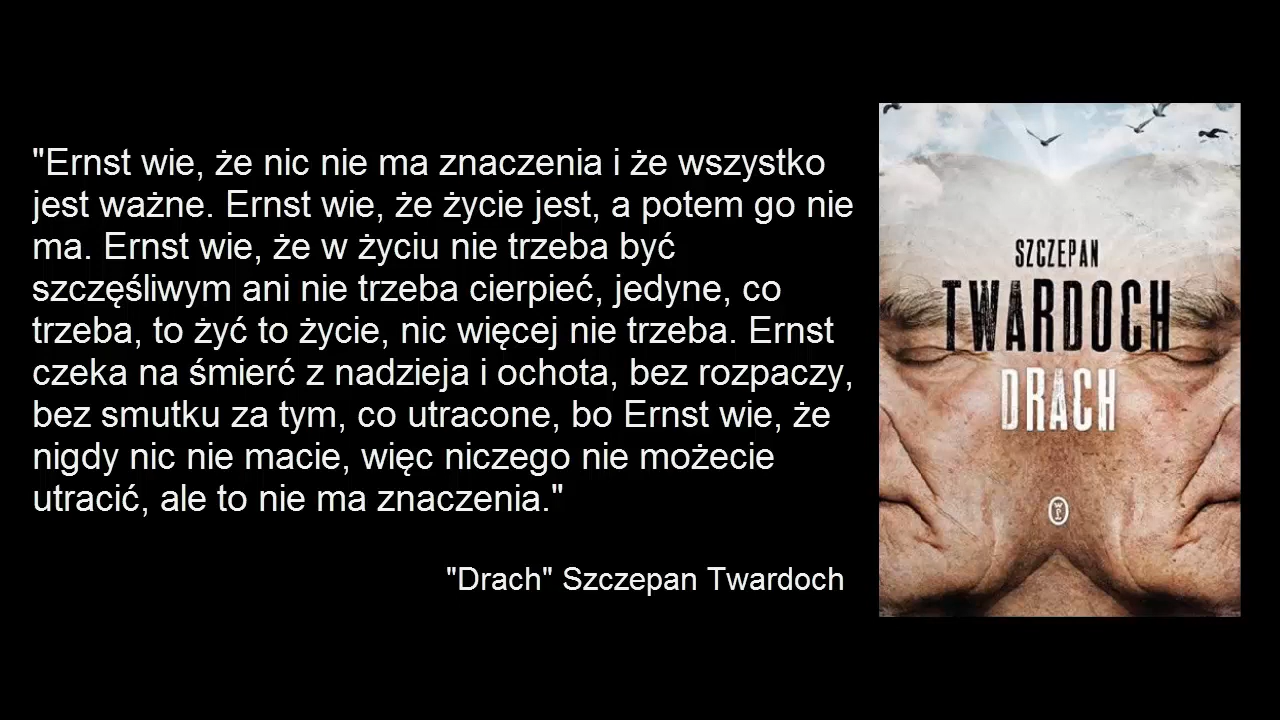 "Ernst wie, że nic nie ma znaczenia i że wszystko
jest ważne. Ernst wie, że życie jest, a potem go nie
ma. Ernst wie, że w życiu nie trzeba być
szczęśliwym ani nie trzeba cierpieć, jedyne, co
trzeba, to żyć to życie, nic więcej nie trzeba. Ernst
czeka na śmierć z nadzieja i ochota, bez rozpaczy,
bez smutku za tym, co utracone, bo Ernst wie, że
nigdy nic nie macie, więc niczego nie możecie
utracić, ale to nie ma znaczenia."
"Drach" Szczepan Twardoch
SZCZEPAN
TWARDOCH
DRACH